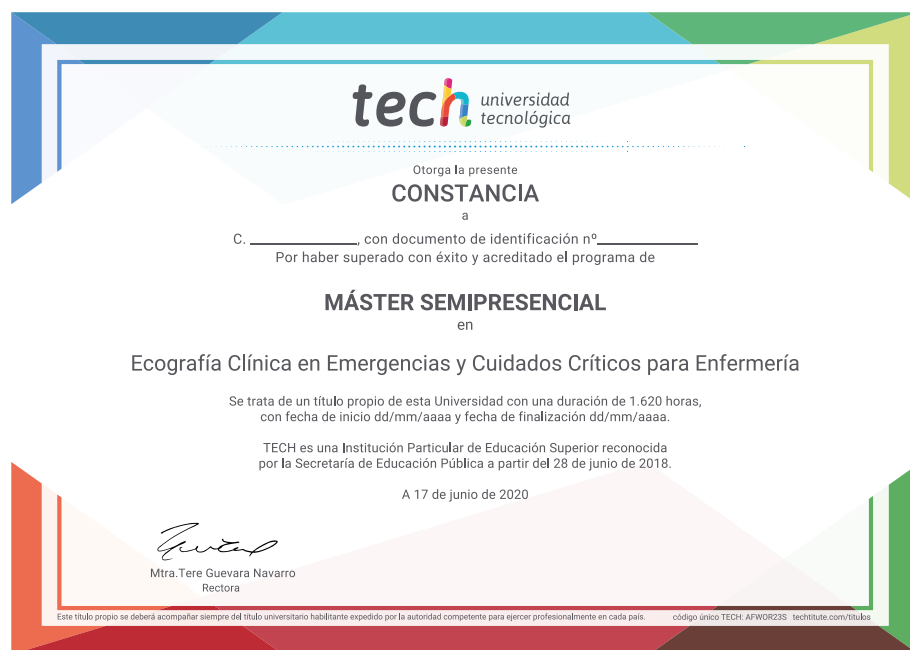 tech universidad
tecnológica
Otorga la presente
CONSTANCIA
a
C. ____________, con documento de identificación nº____________
Por haber superado con éxito y acreditado el programa de
MÁSTER SEMIPRESENCIAL
en
Ecografía Clínica en Emergencias y Cuidados Críticos para Enfermería
Se trata de un título propio de esta Universidad con una duración de 1.620 horas,
con fecha de inicio dd/mm/aaaa y fecha de finalización dd/mm/aaaa.
TECH es una Institución Particular de Educación Superior reconocida
por la Secretaría de Educación Pública a partir del 28 de junio de 2018.
A 17 de junio de 2020
Mtra.Tere Guevara Navarro
Rectora
Este título propio se deberá acompañar siempre del título universitario habilitante expedido por la autoridad competente para ejercer profesionalmente en cada país. código único TECH: AFWOR23S techtitute.com/titulos